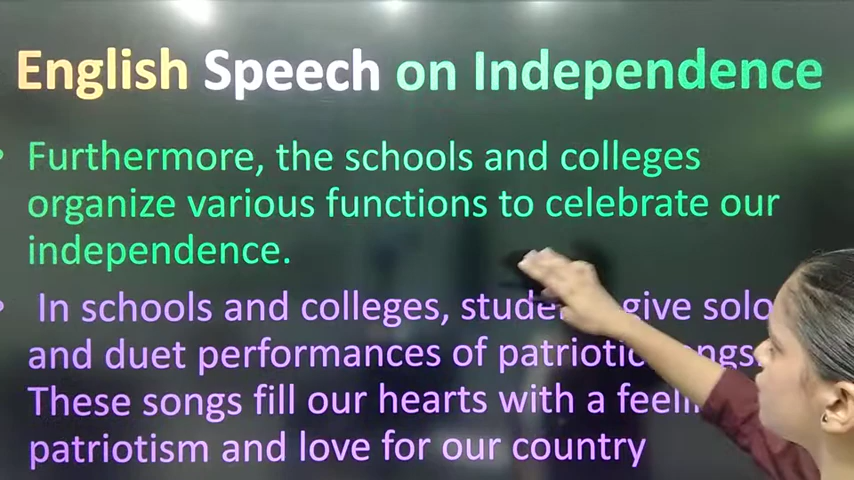 English Speech on Independence
• Furthermore, the schools and colleges
organize various functions to celebrate our
independence.
• In schools and colleges, give solo
and duet performances of patriotic
These songs fill our hearts with a
patriotism and love for our country